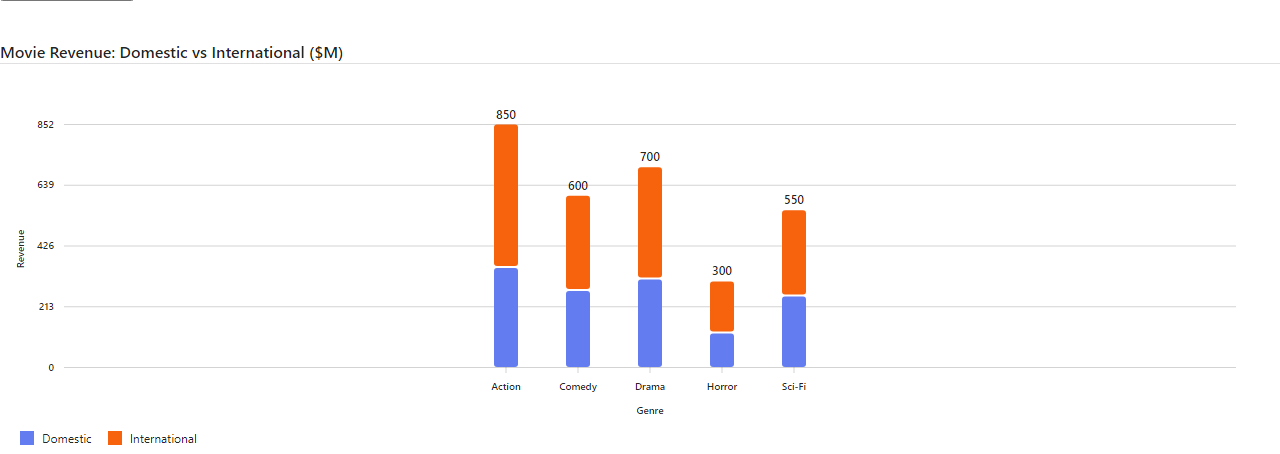 Movie Revenue: Domestic vs International ($M)
850
852
700
639
600
550
Revenue
426
300
213
0
Action Comedy Drama Horror Sci-Fi
Genre
Domestic International